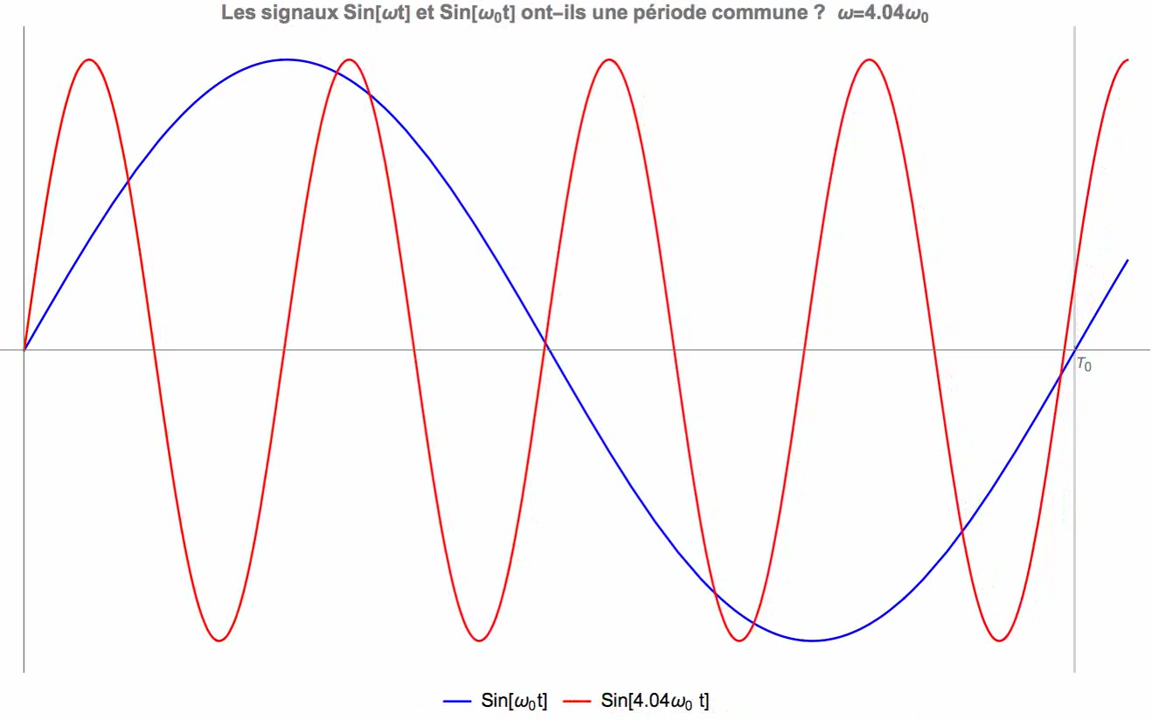 Les signaux Sin[ωt] et Sin[ω₀t] ont–ils une période commune ?  ω=4.04ω₀
T₀
Sin[ω₀t] Sin[4.04ω₀ t]